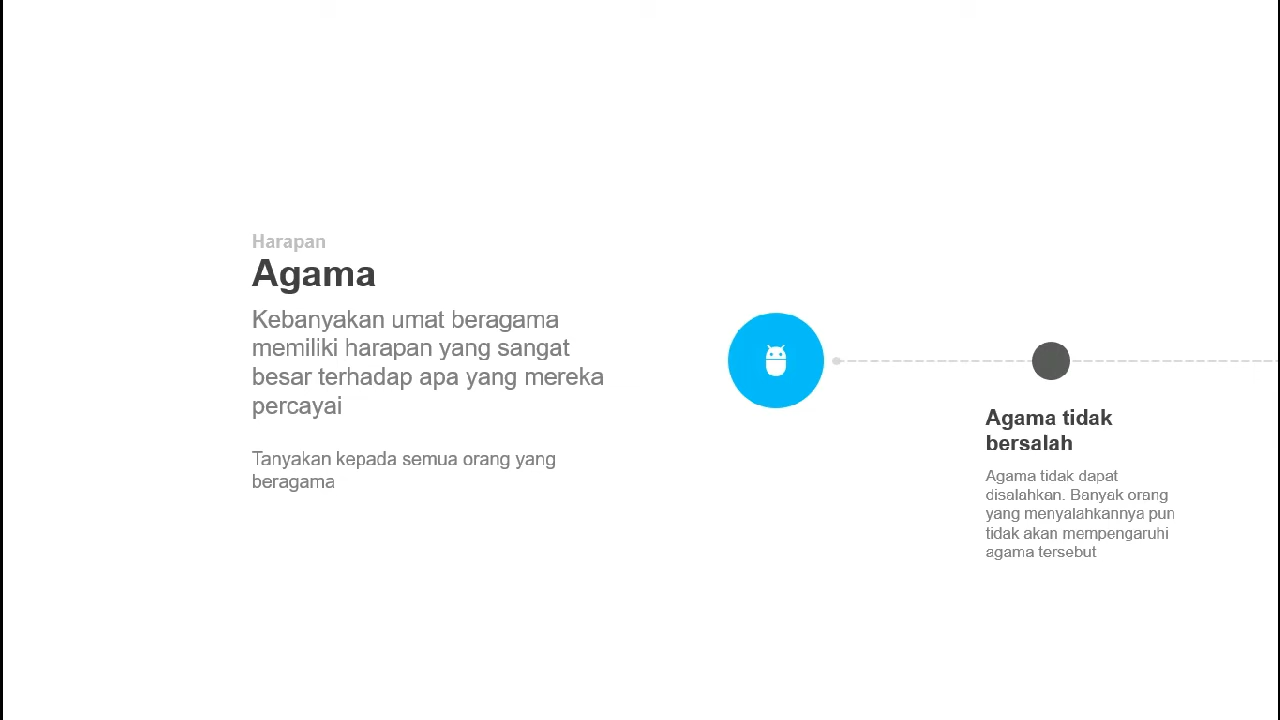 Harapan
Agama
Kebanyakan umat beragama
memiliki harapan yang sangat
besar terhadap apa yang mereka
percayai
Tanyakan kepada semua orang yang
beragama
Agama tidak
bersalah
Agama tidak dapat
disalahkan. Banyak orang
yang menyalahkannya pun
tidak akan mempengaruhi
agama tersebut